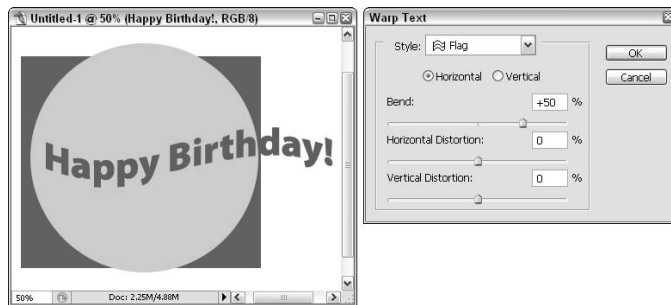 Untitled-1 @ 50% (Happy Birthday!, RGB/8)
Happy Birthday!
50%
Doc: 2.25M/4.88M
Warp Text
Style: Flag
Horizontal Vertical
Bend: +50 %
Horizontal Distortion: 0 %
Vertical Distortion: 0 %
OK
Cancel